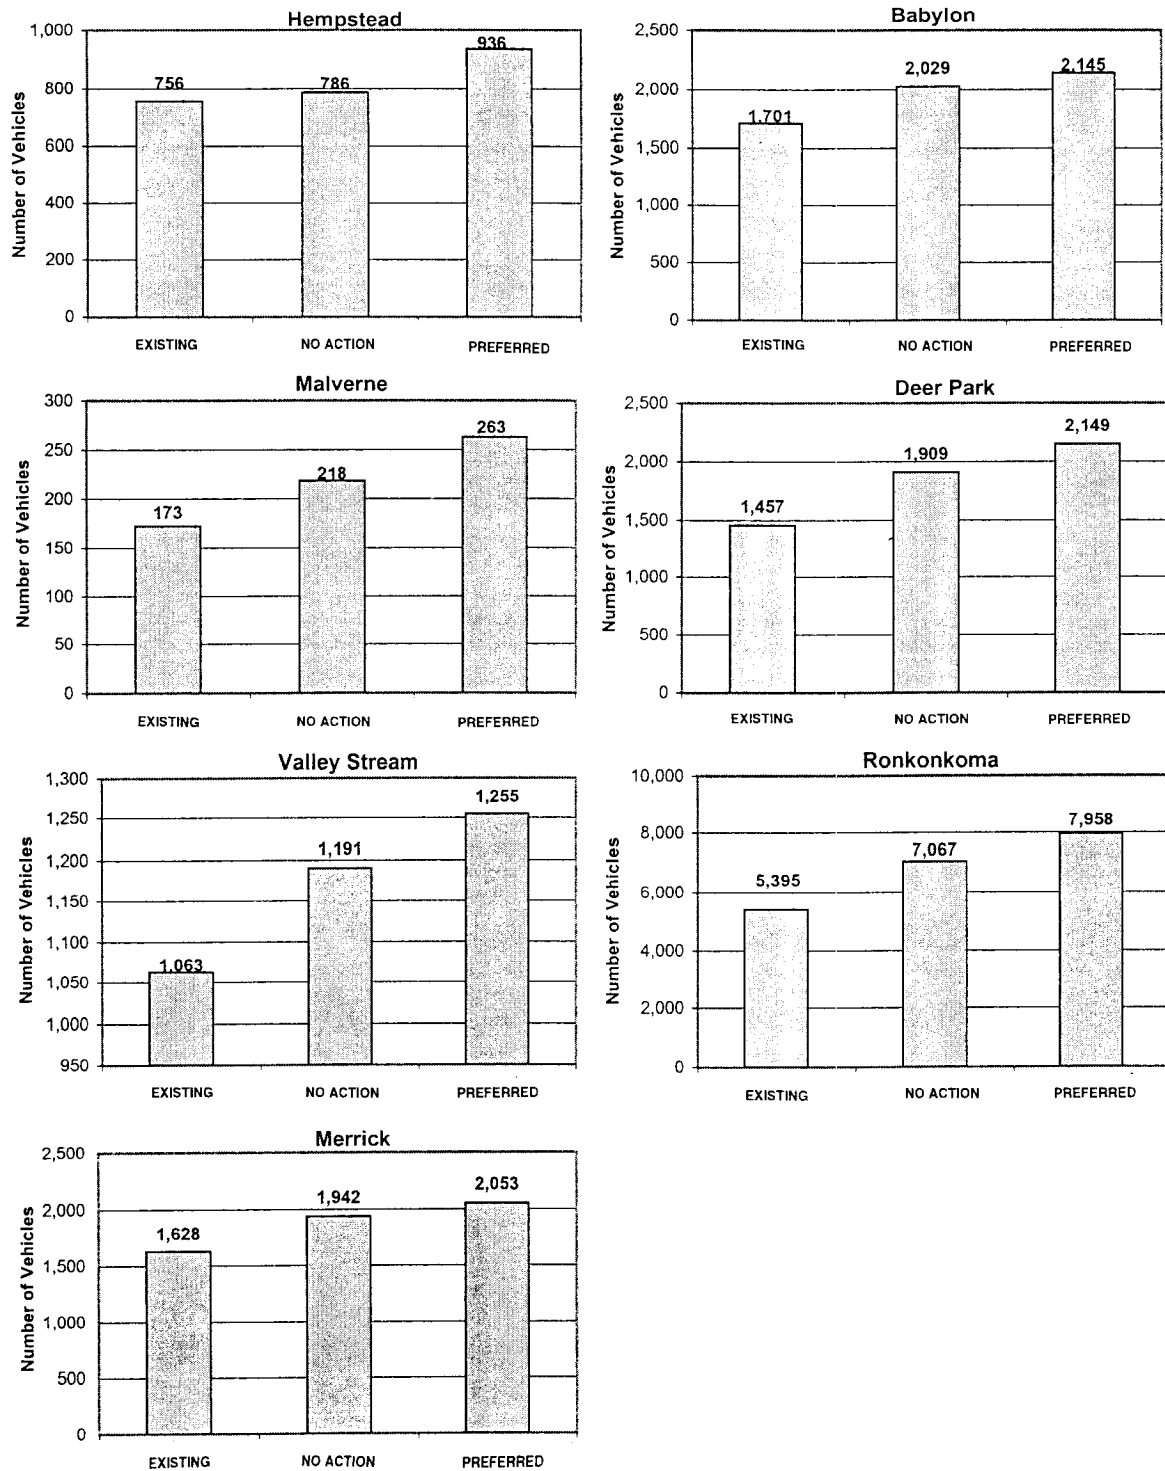 Hempstead
Number of Vehicles
1,000
800
600
400
200
0
756
786
936
EXISTING
NO ACTION
PREFERRED
Babylon
Number of Vehicles
2,500
2,000
1,500
1,000
500
0
1,701
2,029
2,145
EXISTING
NO ACTION
PREFERRED
Malverne
Number of Vehicles
300
250
200
150
100
50
0
173
218
263
EXISTING
NO ACTION
PREFERRED
Deer Park
Number of Vehicles
2,500
2,000
1,500
1,000
500
0
1,457
1,909
2,149
EXISTING
NO ACTION
PREFERRED
Valley Stream
Number of Vehicles
1,300
1,250
1,200
1,150
1,100
1,050
1,000
950
1,063
1,191
1,255
EXISTING
NO ACTION
PREFERRED
Ronkonkoma
Number of Vehicles
10,000
8,000
6,000
4,000
2,000
0
5,395
7,067
7,958
EXISTING
NO ACTION
PREFERRED
Merrick
Number of Vehicles
2,500
2,000
1,500
1,000
500
0
1,628
1,942
2,053
EXISTING
NO ACTION
PREFERRED